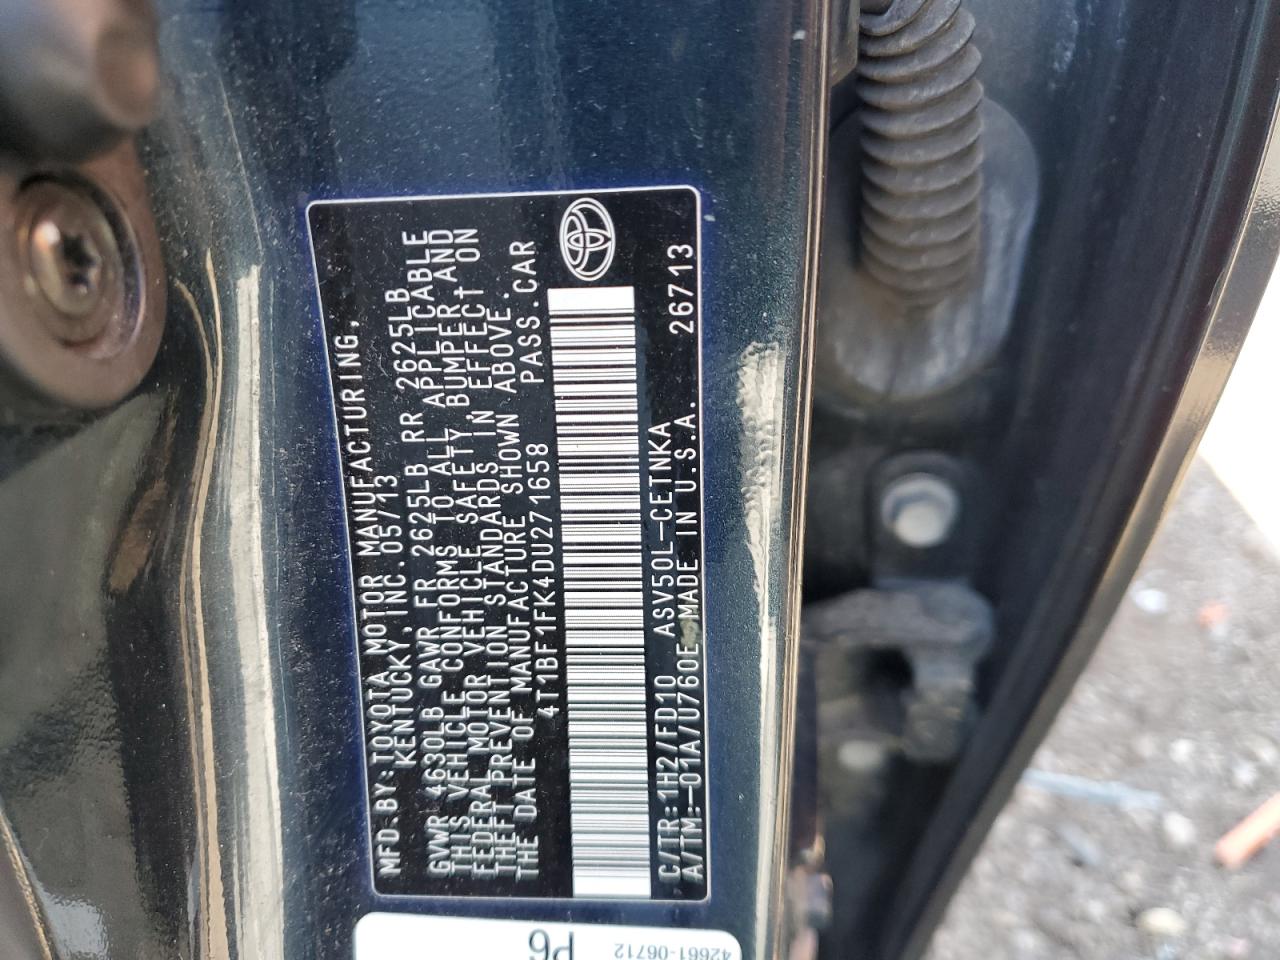 MFD.BY:TOYOTA MOTOR MANUFACTURING,
KENTUCKY, INC. 05/13
GVWR 4630LB GAWR FR 2625LB RR 2625LB
THIS VEHICLE CONFORMS TO ALL APPLICABLE
FEDERAL MOTOR VEHICLE SAFETY, BUMPER AND
THEFT PREVENTION STANDARDS IN EFFECT ON
THE DATE OF MANUFACTURE SHOWN ABOVE.
4T1BF1FK4DU271658 PASS.CAR
C/TR:1H2/FD10 ASV50L-CETNKA
A/TM:-01A/U760E MADE IN U.S.A. 26713
P6
42661-06712